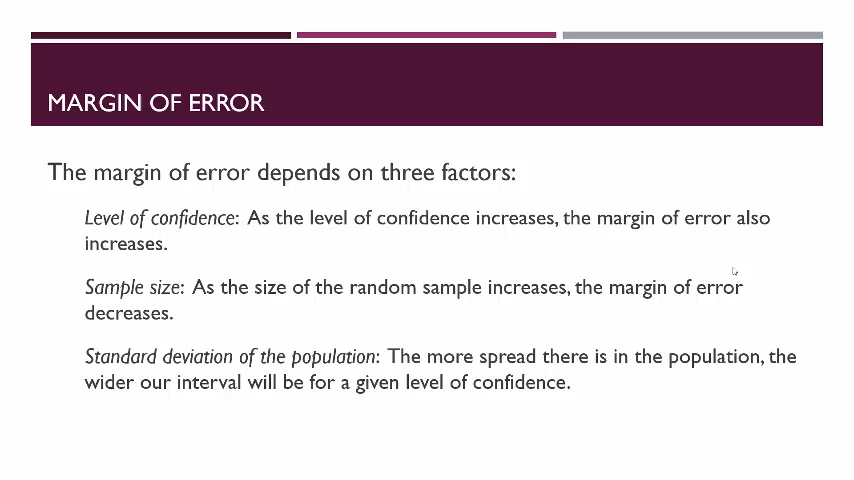 MARGIN OF ERROR
The margin of error depends on three factors:
Level of confidence: As the level of confidence increases, the margin of error also
increases.
Sample size: As the size of the random sample increases, the margin of error
decreases.
Standard deviation of the population: The more spread there is in the population, the
wider our interval will be for a given level of confidence.